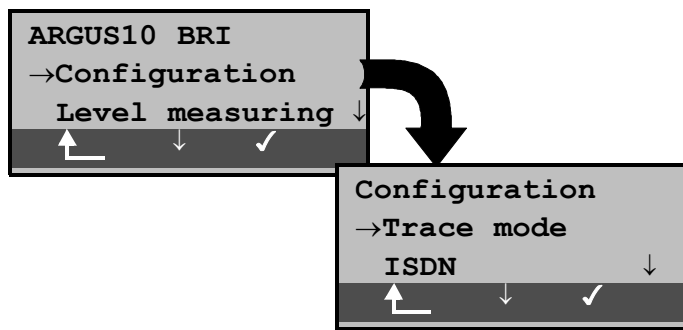 ARGUS10 BRI
→Configuration
Level measuring ↓
↓ ✓
Configuration
→Trace mode
ISDN ↓
↓ ✓